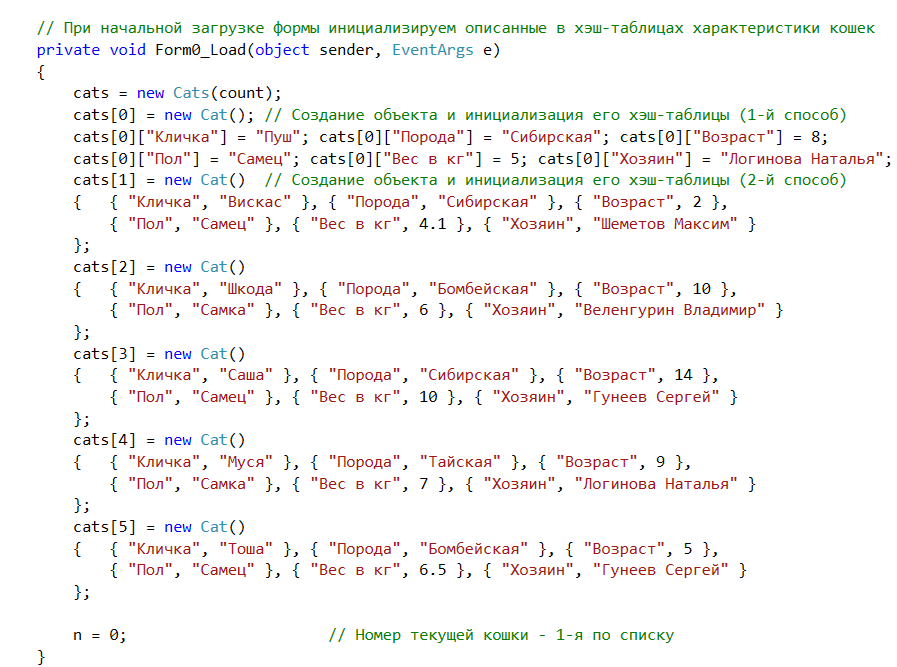 // При начальной загрузке формы инициализируем описанные в хэш-таблицах характеристики кошек
private void Form0_Load(object sender, EventArgs e)
{
    cats = new Cats(count);
    cats[0] = new Cat(); // Создание объекта и инициализация его хэш-таблицы (1-й способ)
    cats[0]["Кличка"] = "Пуш"; cats[0]["Порода"] = "Сибирская"; cats[0]["Возраст"] = 8;
    cats[0]["Пол"] = "Самец"; cats[0]["Вес в кг"] = 5; cats[0]["Хозяин"] = "Логинова Наталья";
    cats[1] = new Cat()  // Создание объекта и инициализация его хэш-таблицы (2-й способ)
    {   { "Кличка", "Вискас" }, { "Порода", "Сибирская" }, { "Возраст", 2 },
        { "Пол", "Самец" }, { "Вес в кг", 4.1 }, { "Хозяин", "Шеметов Максим" }
    };
    cats[2] = new Cat()
    {   { "Кличка", "Шкода" }, { "Порода", "Бомбейская" }, { "Возраст", 10 },
        { "Пол", "Самка" }, { "Вес в кг", 6 }, { "Хозяин", "Веленгурин Владимир" }
    };
    cats[3] = new Cat()
    {   { "Кличка", "Саша" }, { "Порода", "Сибирская" }, { "Возраст", 14 },
        { "Пол", "Самец" }, { "Вес в кг", 10 }, { "Хозяин", "Гунеев Сергей" }
    };
    cats[4] = new Cat()
    {   { "Кличка", "Муся" }, { "Порода", "Тайская" }, { "Возраст", 9 },
        { "Пол", "Самка" }, { "Вес в кг", 7 }, { "Хозяин", "Логинова Наталья" }
    };
    cats[5] = new Cat()
    {   { "Кличка", "Тоша" }, { "Порода", "Бомбейская" }, { "Возраст", 5 },
        { "Пол", "Самец" }, { "Вес в кг", 6.5 }, { "Хозяин", "Гунеев Сергей" }
    };
    n = 0;                      // Номер текущей кошки - 1-я по списку
}